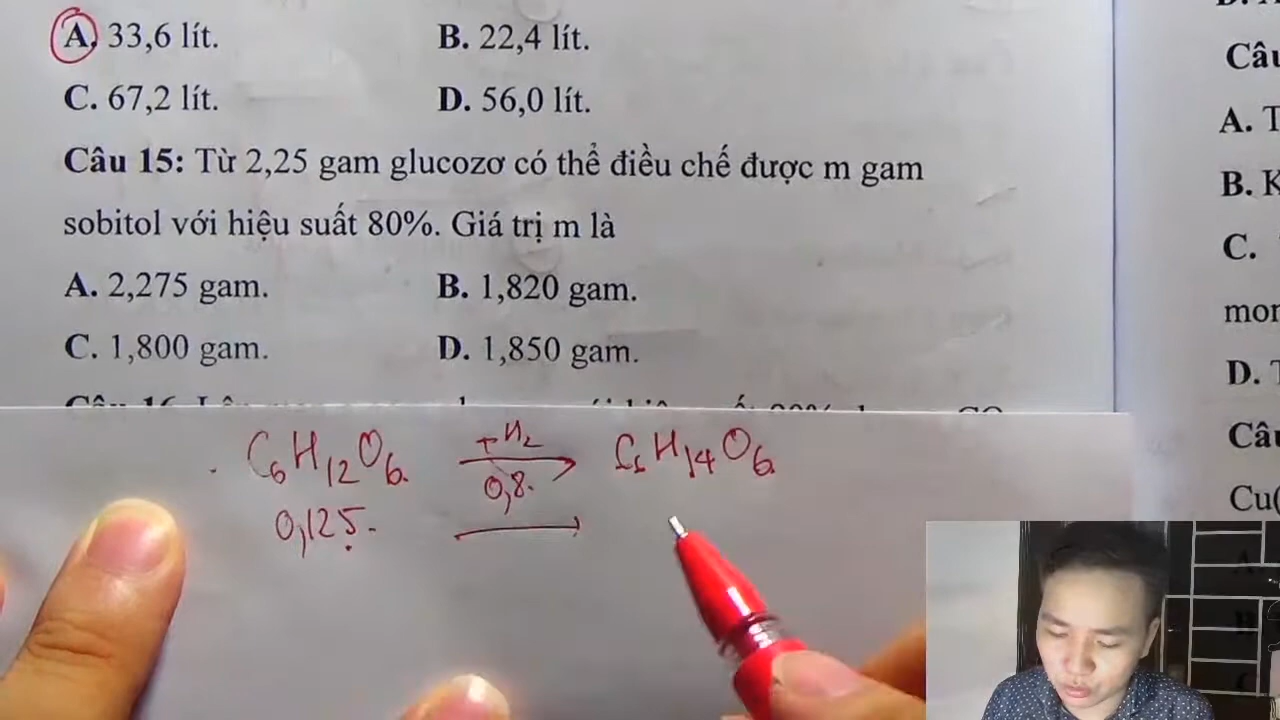 A. 33,6 lít. B. 22,4 lít.
C. 67,2 lít. D. 56,0 lít.
Câu 15: Từ 2,25 gam glucozơ có thể điều chế được m gam
sobitol với hiệu suất 80%. Giá trị m là
A. 2,275 gam. B. 1,820 gam.
C. 1,800 gam. D. 1,850 gam.
C6H12O6 +H2 0,8 C6H14O6
0,125
Câu
A.
B.
C.
D.
Cu(